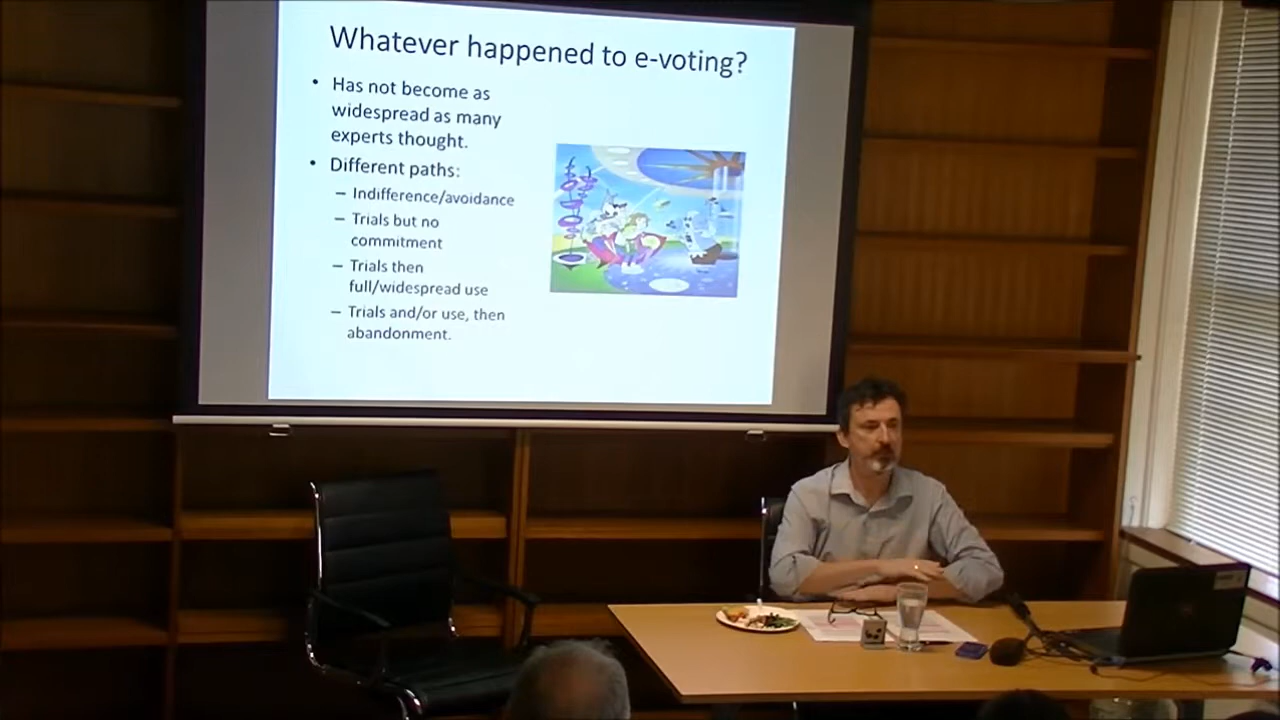 Whatever happened to e-voting?
• Has not become as
widespread as many
experts thought.
• Different paths:
– Indifference/avoidance
– Trials but no
commitment
– Trials then
full/widespread use
– Trials and/or use, then
abandonment.